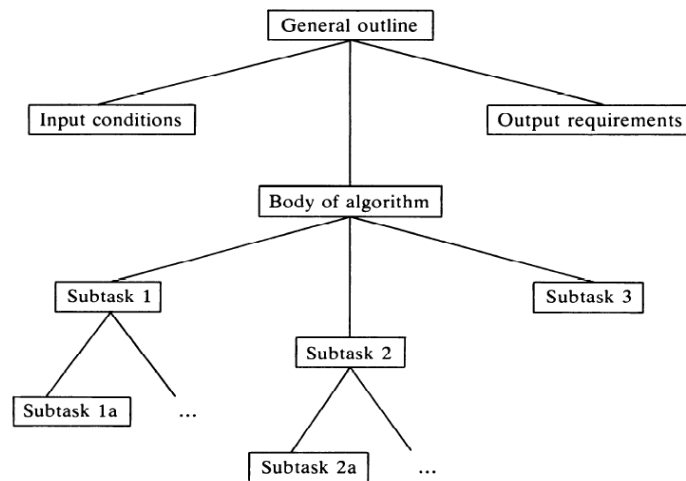 General outline
Input conditions
Output requirements
Body of algorithm
Subtask 1
Subtask 3
Subtask 2
Subtask 1a
...
Subtask 2a
...